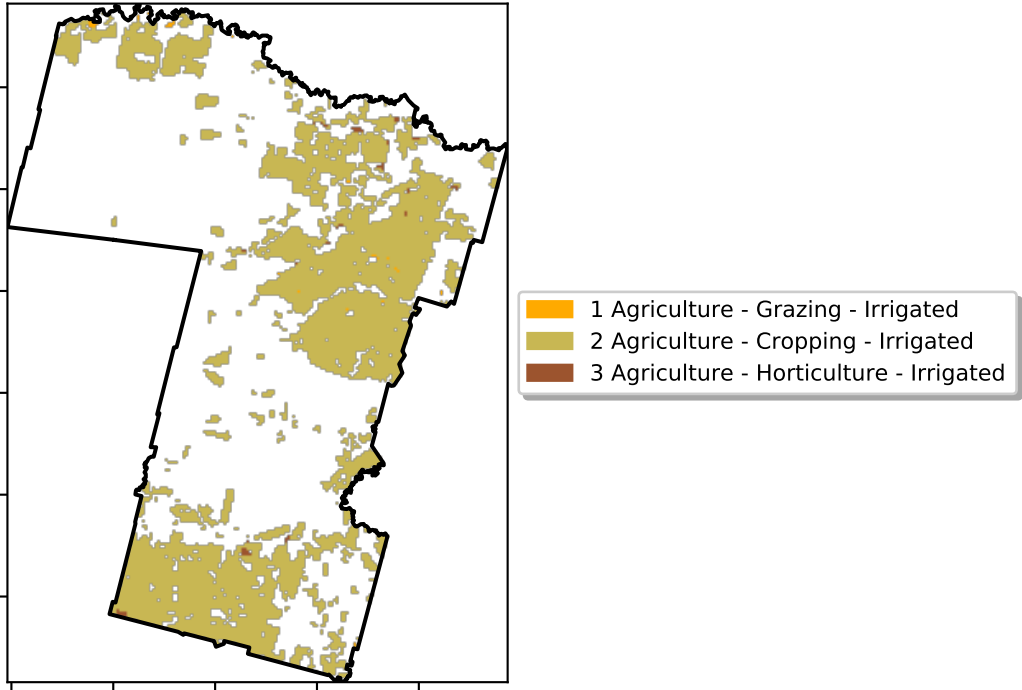 1 Agriculture - Grazing - Irrigated
2 Agriculture - Cropping - Irrigated
3 Agriculture - Horticulture - Irrigated